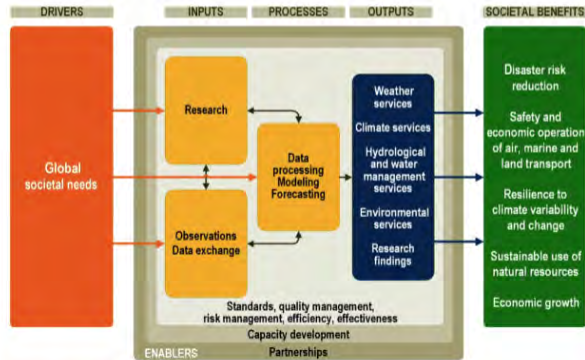 DRIVERS
INPUTS
PROCESSES
OUTPUTS
SOCIETAL BENEFITS
Global
societal needs
Research
Observations
Data exchange
Data
processing
Modeling
Forecasting
Weather
services
Climate services
Hydrological and
water
management
services
Environmental
services
Research
findings
Standards, quality management,
risk management, efficiency, effectiveness
Capacity development
ENABLERS
Partnerships
Disaster risk
reduction
Safety and
economic operation
of air, marine and
land transport
Resilience to
climate variability
and change
Sustainable use of
natural resources
Economic growth